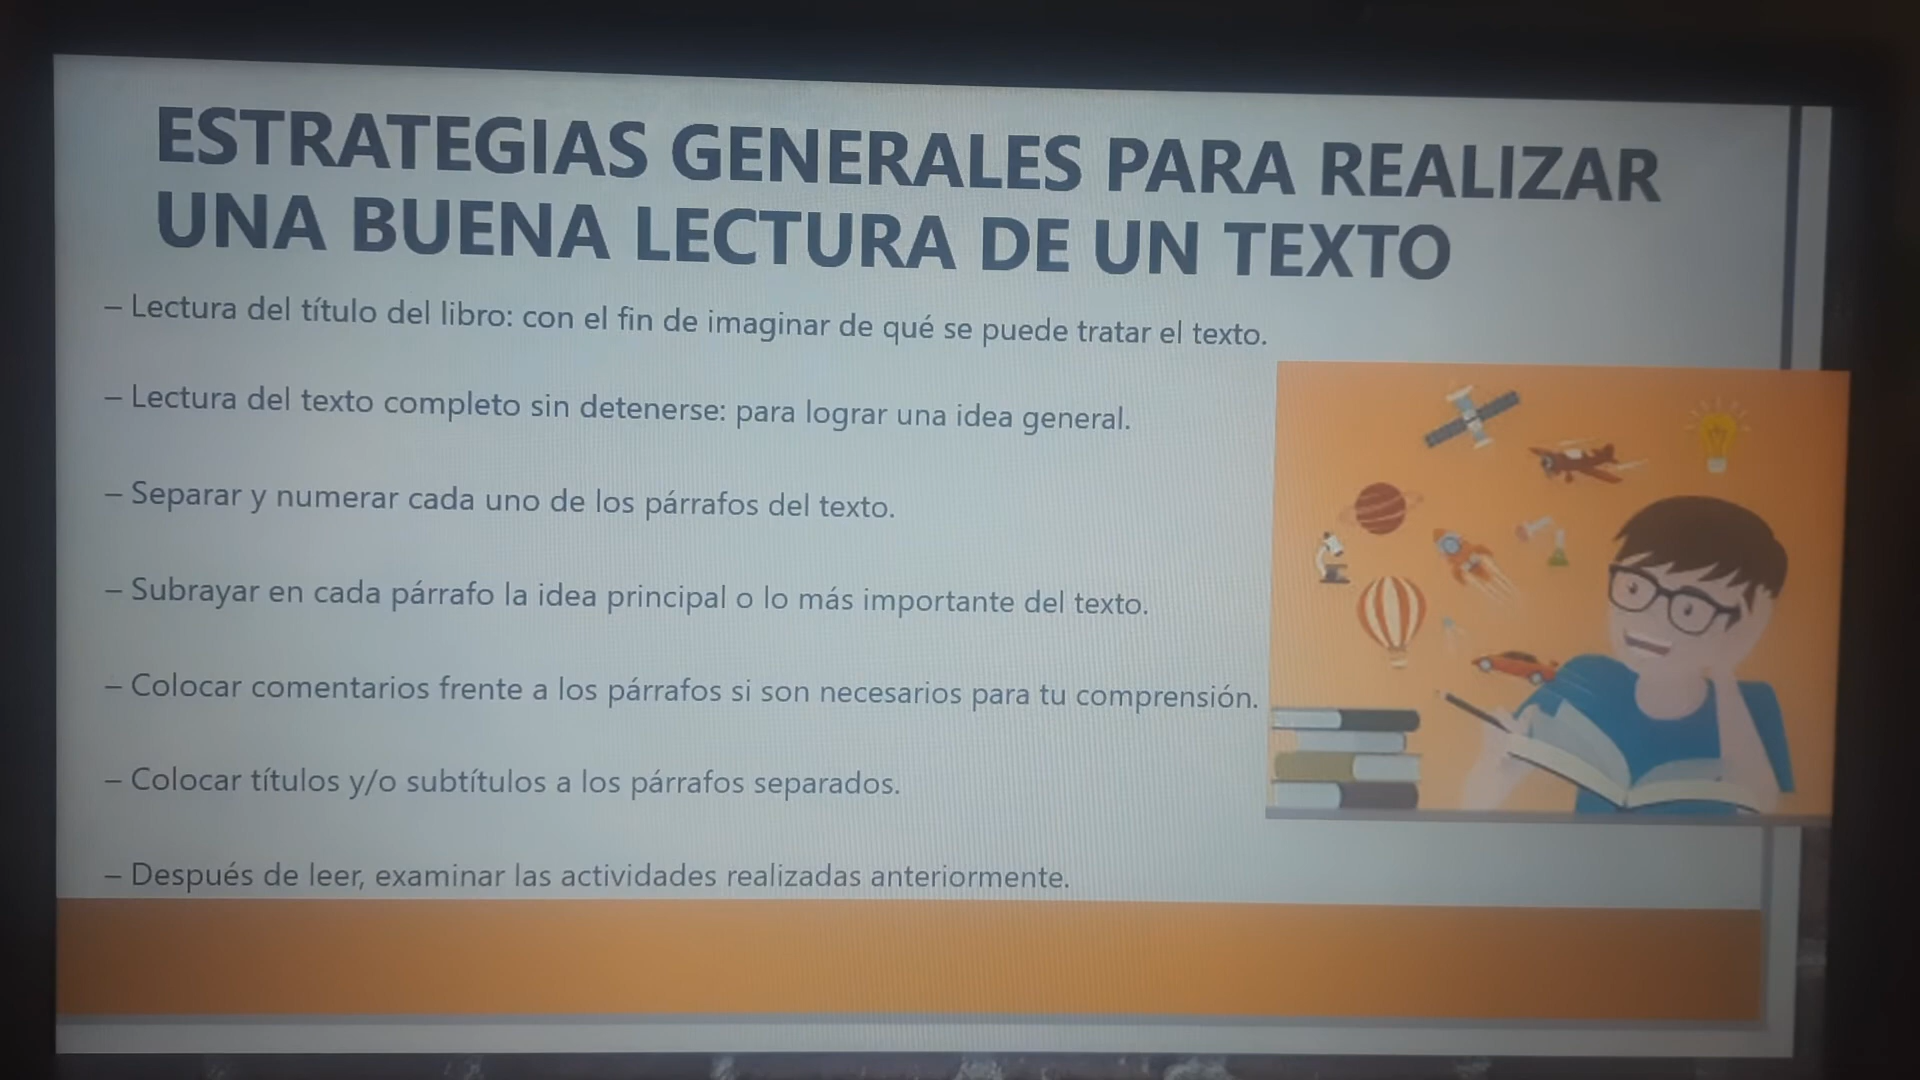 ESTRATEGIAS GENERALES PARA REALIZAR
UNA BUENA LECTURA DE UN TEXTO
– Lectura del título del libro: con el fin de imaginar de qué se puede tratar el texto.
– Lectura del texto completo sin detenerse: para lograr una idea general.
– Separar y numerar cada uno de los párrafos del texto.
– Subrayar en cada párrafo la idea principal o lo más importante del texto.
– Colocar comentarios frente a los párrafos si son necesarios para tu comprensión.
– Colocar títulos y/o subtítulos a los párrafos separados.
– Después de leer, examinar las actividades realizadas anteriormente.